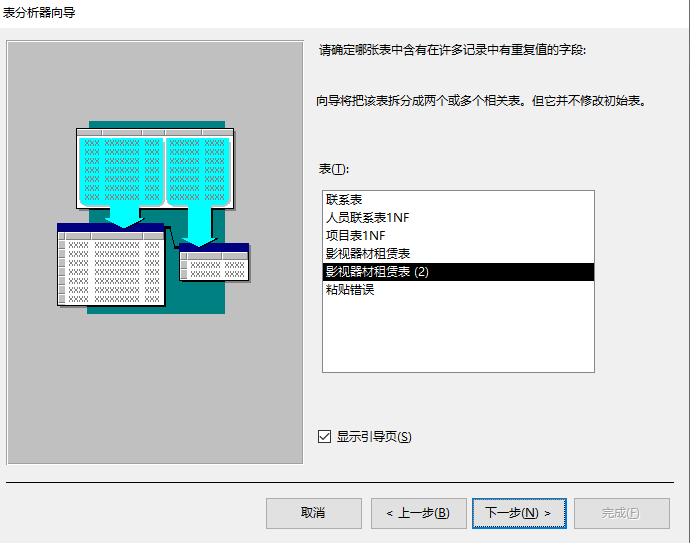 表分析器向导
请确定哪张表中含有在许多记录中有重复值的字段:
向导将把该表拆分成两个或多个相关表。但它并不修改初始表。
表(T):
联系表
人员联系表1NF
项目表1NF
影视器材租赁表
影视器材租赁表 (2)
粘贴错误
显示引导页(S)
取消
< 上一步(B)
下一步(N) >
完成(F)